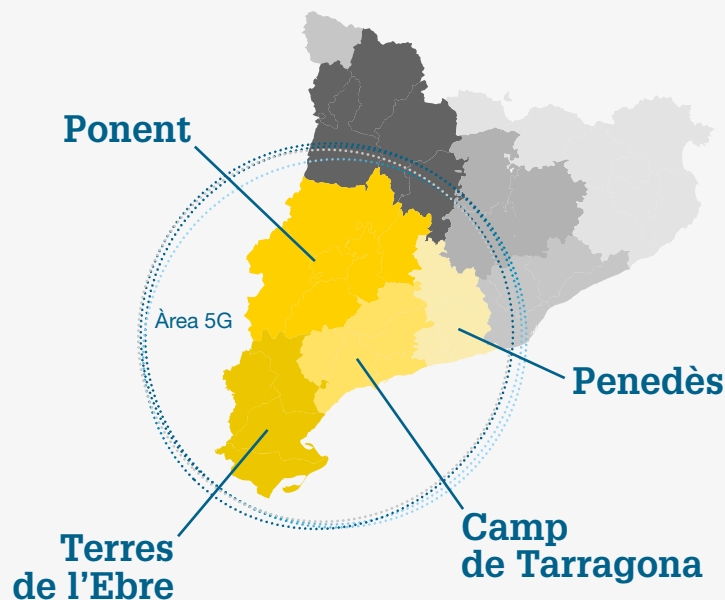 Ponent
Àrea 5G
Penedès
Camp
de Tarragona
Terres
de l'Ebre